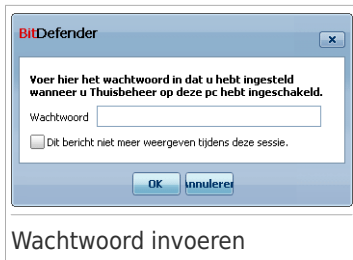 BitDefender
Voer hier het wachtwoord in dat u hebt ingesteld
wanneer u Thuisbeheer op deze pc hebt ingeschakeld.
Wachtwoord
Dit bericht niet meer weergeven tijdens deze sessie.
OK Annuleren
Wachtwoord invoeren